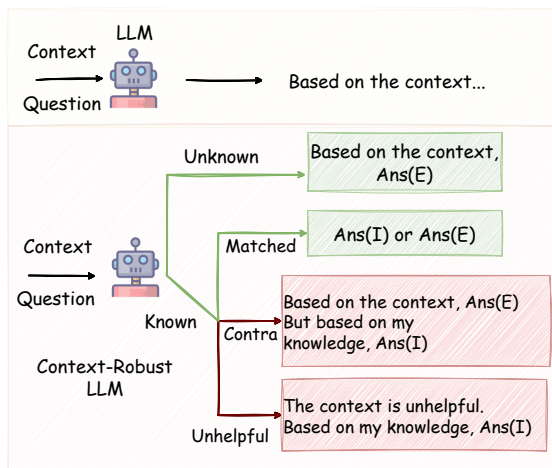 LLM
Context
Question
Based on the context...
Unknown
Based on the context,
Ans(E)
Matched
Ans(I) or Ans(E)
Context
Question
Known
Contra
Based on the context, Ans(E)
But based on my
knowledge, Ans(I)
Context-Robust
LLM
Unhelpful
The context is unhelpful.
Based on my knowledge, Ans(I)